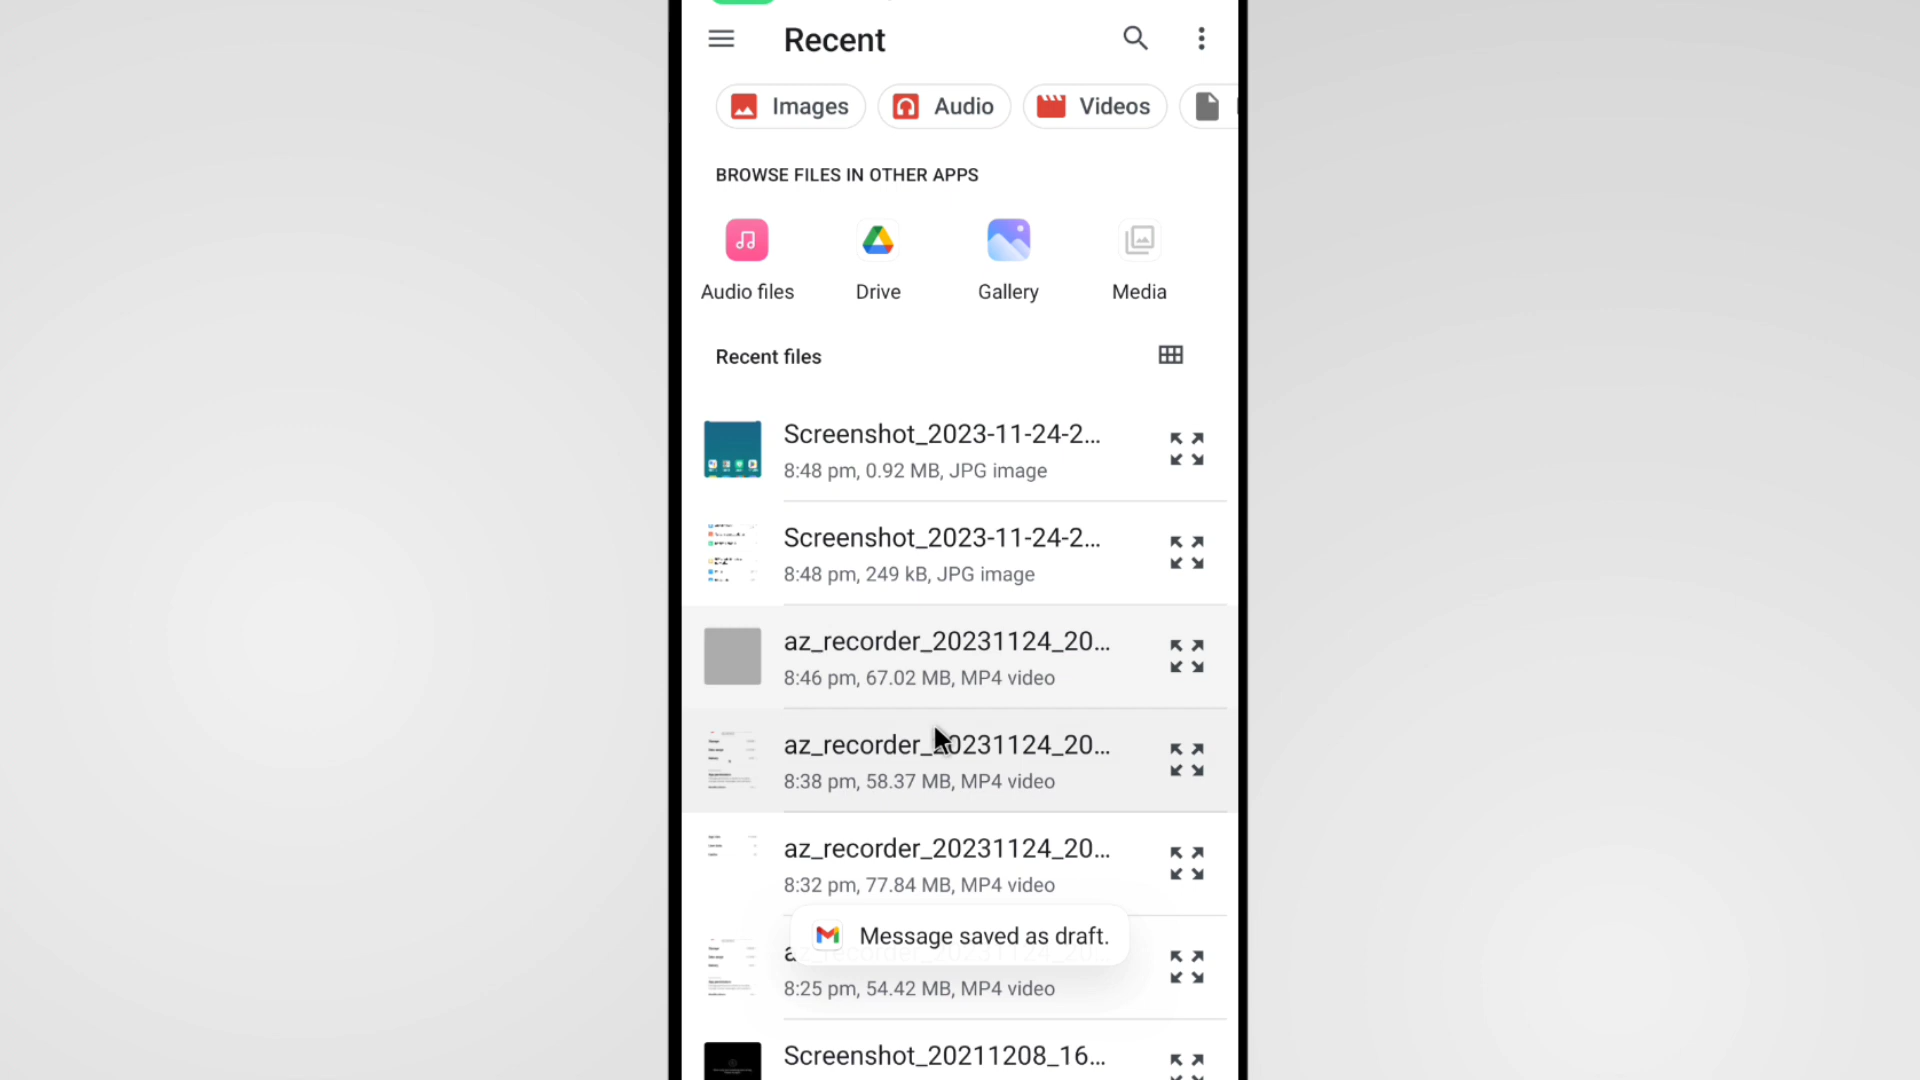 Recent
Images
Audio
Videos
BROWSE FILES IN OTHER APPS
Audio files
Drive
Gallery
Media
Recent files
Screenshot_2023-11-24-2...
8:48 pm, 0.92 MB, JPG image
Screenshot_2023-11-24-2...
8:48 pm, 249 kB, JPG image
az_recorder_20231124_20...
8:46 pm, 67.02 MB, MP4 video
az_recorder_20231124_20...
8:38 pm, 58.37 MB, MP4 video
az_recorder_20231124_20...
8:32 pm, 77.84 MB, MP4 video
Message saved as draft.
8:25 pm, 54.42 MB, MP4 video
Screenshot_20211208_16...